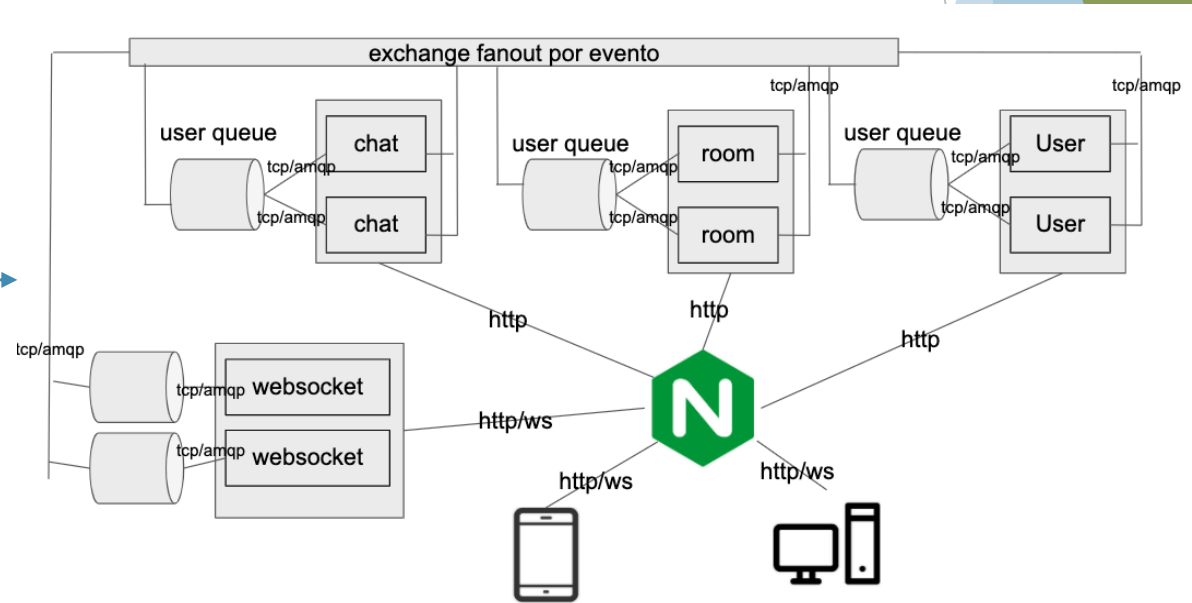 exchange fanout por evento
tcp/amqp
tcp/amqp
user queue
chat
tcp/amqp
tcp/amqp
chat
user queue
room
tcp/amqp
tcp/amqp
room
user queue
User
tcp/amqp
tcp/amqp
User
http
http
http
tcp/amqp
tcp/amqp
websocket
tcp/amqp
websocket
http/ws
http/ws
http/ws
N